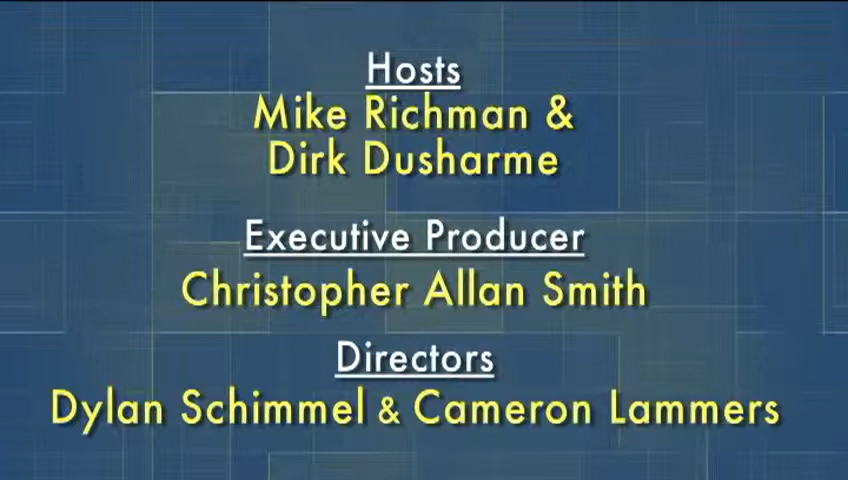 Hosts
Mike Richman &
Dirk Dusharme
Executive Producer
Christopher Allan Smith
Directors
Dylan Schimmel & Cameron Lammers